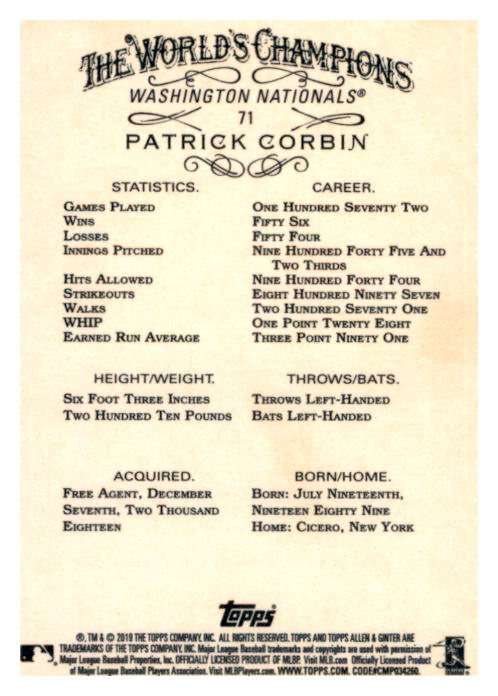 THE WORLD'S CHAMPIONS
WASHINGTON NATIONALS®
71
PATRICK CORBIN
STATISTICS. CAREER.
GAMES PLAYED ONE HUNDRED SEVENTY TWO
WINS FIFTY SIX
LOSSES FIFTY FOUR
INNINGS PITCHED NINE HUNDRED FORTY FIVE AND
TWO THIRDS
HITS ALLOWED NINE HUNDRED FORTY FOUR
STRIKEOUTS EIGHT HUNDRED NINETY SEVEN
WALKS TWO HUNDRED SEVENTY ONE
WHIP ONE POINT TWENTY EIGHT
EARNED RUN AVERAGE THREE POINT NINETY ONE
HEIGHT/WEIGHT. THROWS/BATS.
SIX FOOT THREE INCHES THROWS LEFT-HANDED
TWO HUNDRED TEN POUNDS BATS LEFT-HANDED
ACQUIRED. BORN/HOME.
FREE AGENT, DECEMBER BORN: JULY NINETEENTH,
SEVENTH, TWO THOUSAND NINETEEN EIGHTY NINE
EIGHTEEN HOME: CICERO, NEW YORK
Topps
®, TM & © 2019 THE TOPPS COMPANY, INC. ALL RIGHTS RESERVED. TOPPS AND TOPPS ALLEN & GINTER ARE
TRADEMARKS OF THE TOPPS COMPANY, INC. Major League Baseball trademarks and copyrights are used with permission of
Major League Baseball Properties, Inc. OFFICIALLY LICENSED PRODUCT OF MLBP. Visit MLB.com Officially Licensed Product
of Major League Baseball Players Association. Visit MLBPlayers.com. WWW.TOPPS.COM. CODE#CMP034260.